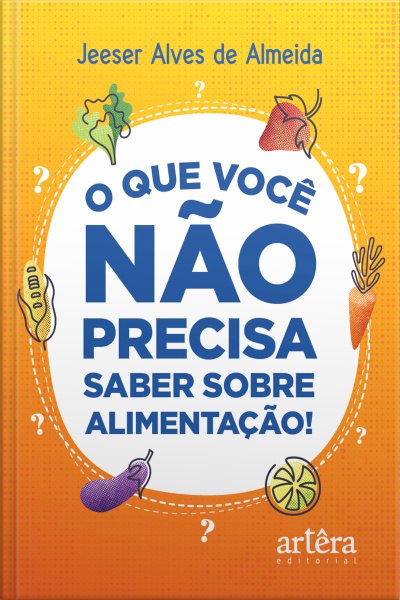 Jeeser Alves de Almeida
?
?
?
O QUE VOCÊ
NÃO
PRECISA
SABER SOBRE
ALIMENTAÇÃO!
?
?
?
artêra
editorial